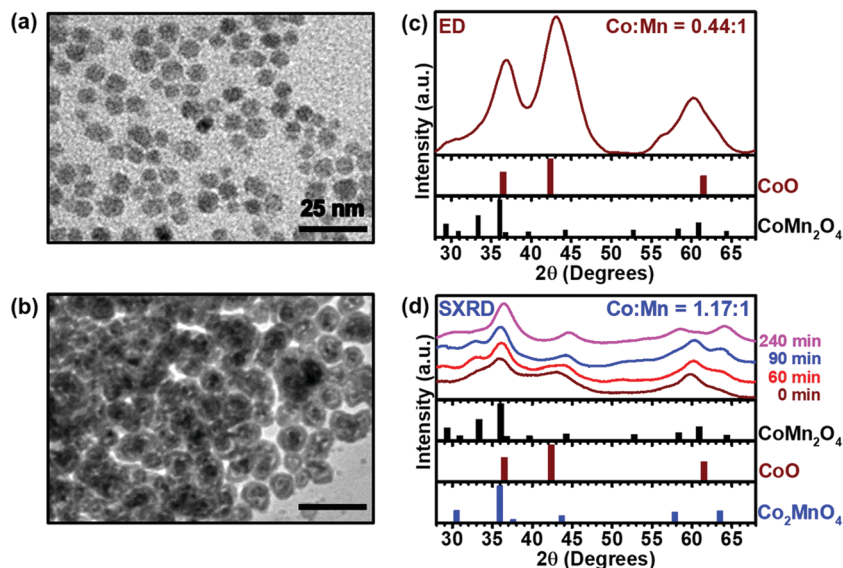 (a)
25 nm
(b)
(c)
ED
Co:Mn = 0.44:1
Intensity (a.u.)
CoO
CoMn₂O₄
30 35 40 45 50 55 60 65
2θ (Degrees)
(d)
SXRD
Co:Mn = 1.17:1
240 min
90 min
60 min
0 min
Intensity (a.u.)
CoMn₂O₄
CoO
Co₂MnO₄
30 35 40 45 50 55 60 65
2θ (Degrees)